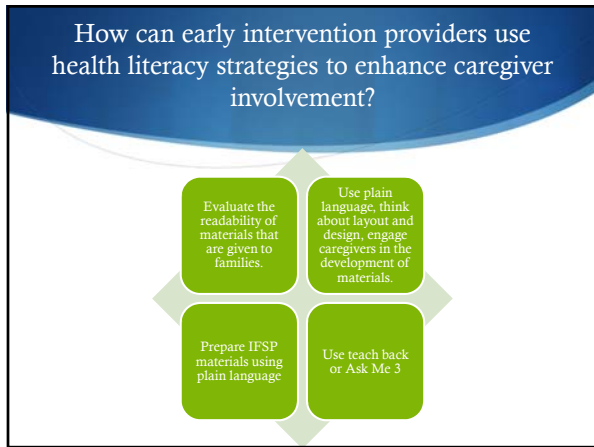 How can early intervention providers use
health literacy strategies to enhance caregiver
involvement?
Evaluate the
readability of
materials that
are given to
families.
Use plain
language, think
about layout and
design, engage
caregivers in the
development of
materials.
Prepare IFSP
materials using
plain language
Use teach back
or Ask Me 3